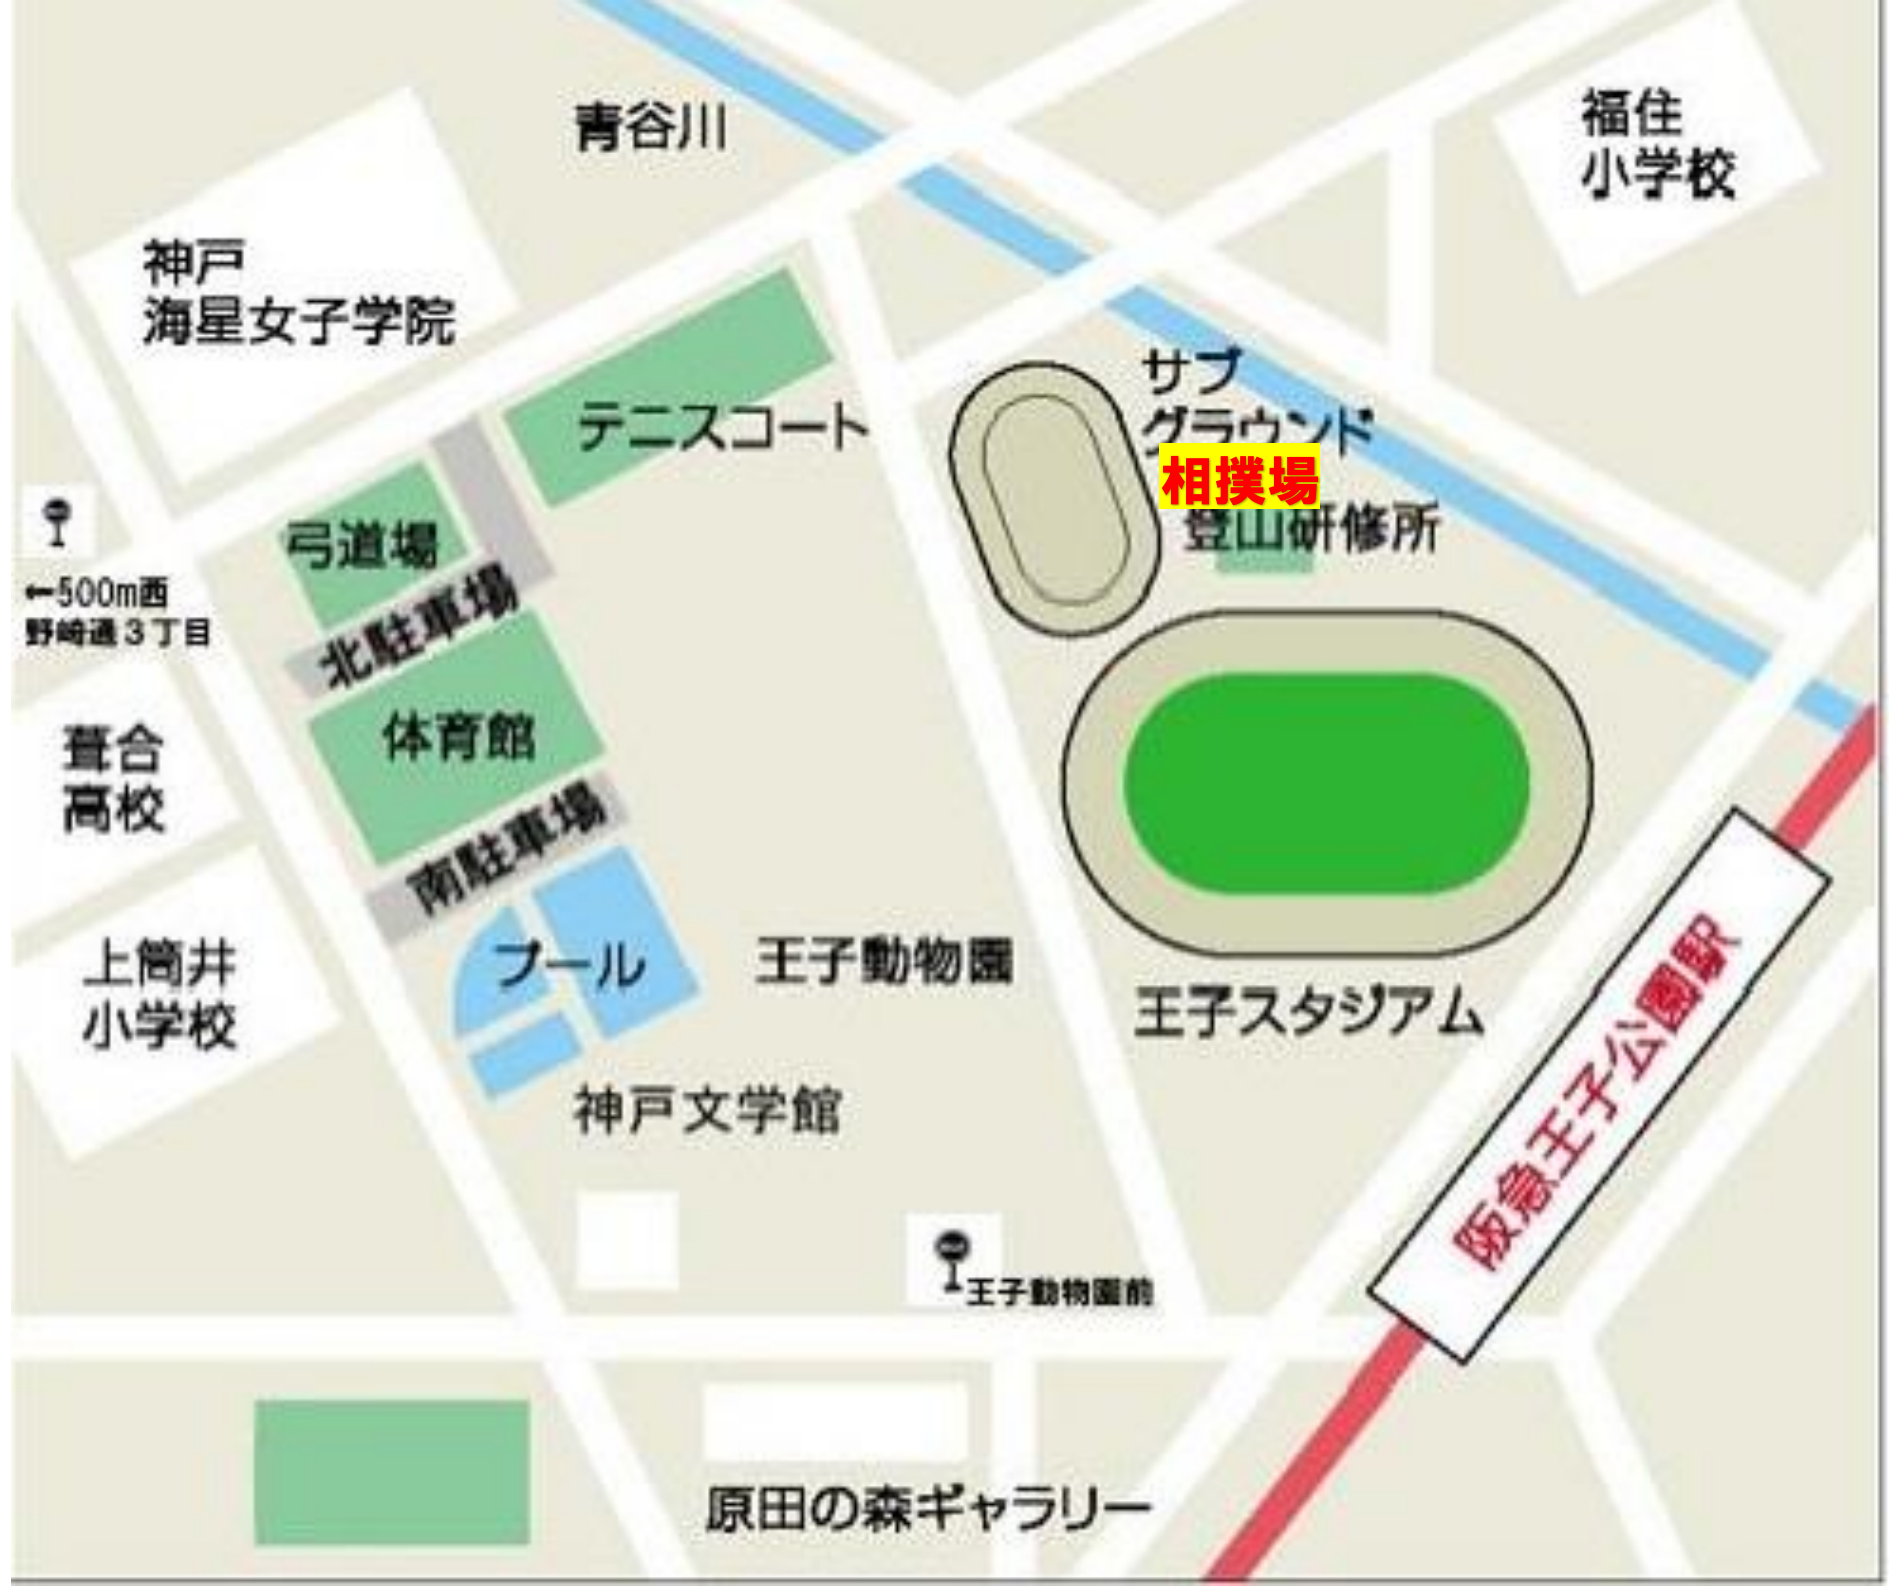 青谷川
福住
小学校
神戸
海星女子学院
サブ
グラウンド
テニスコート
相撲場
登山研修所
弓道場
←500m西
野崎通3丁目
北駐車場
体育館
葺合
高校
南駐車場
プール
王子動物園
上筒井
小学校
王子スタジアム
阪急王子公園駅
神戸文学館
王子動物園前
原田の森ギャラリー